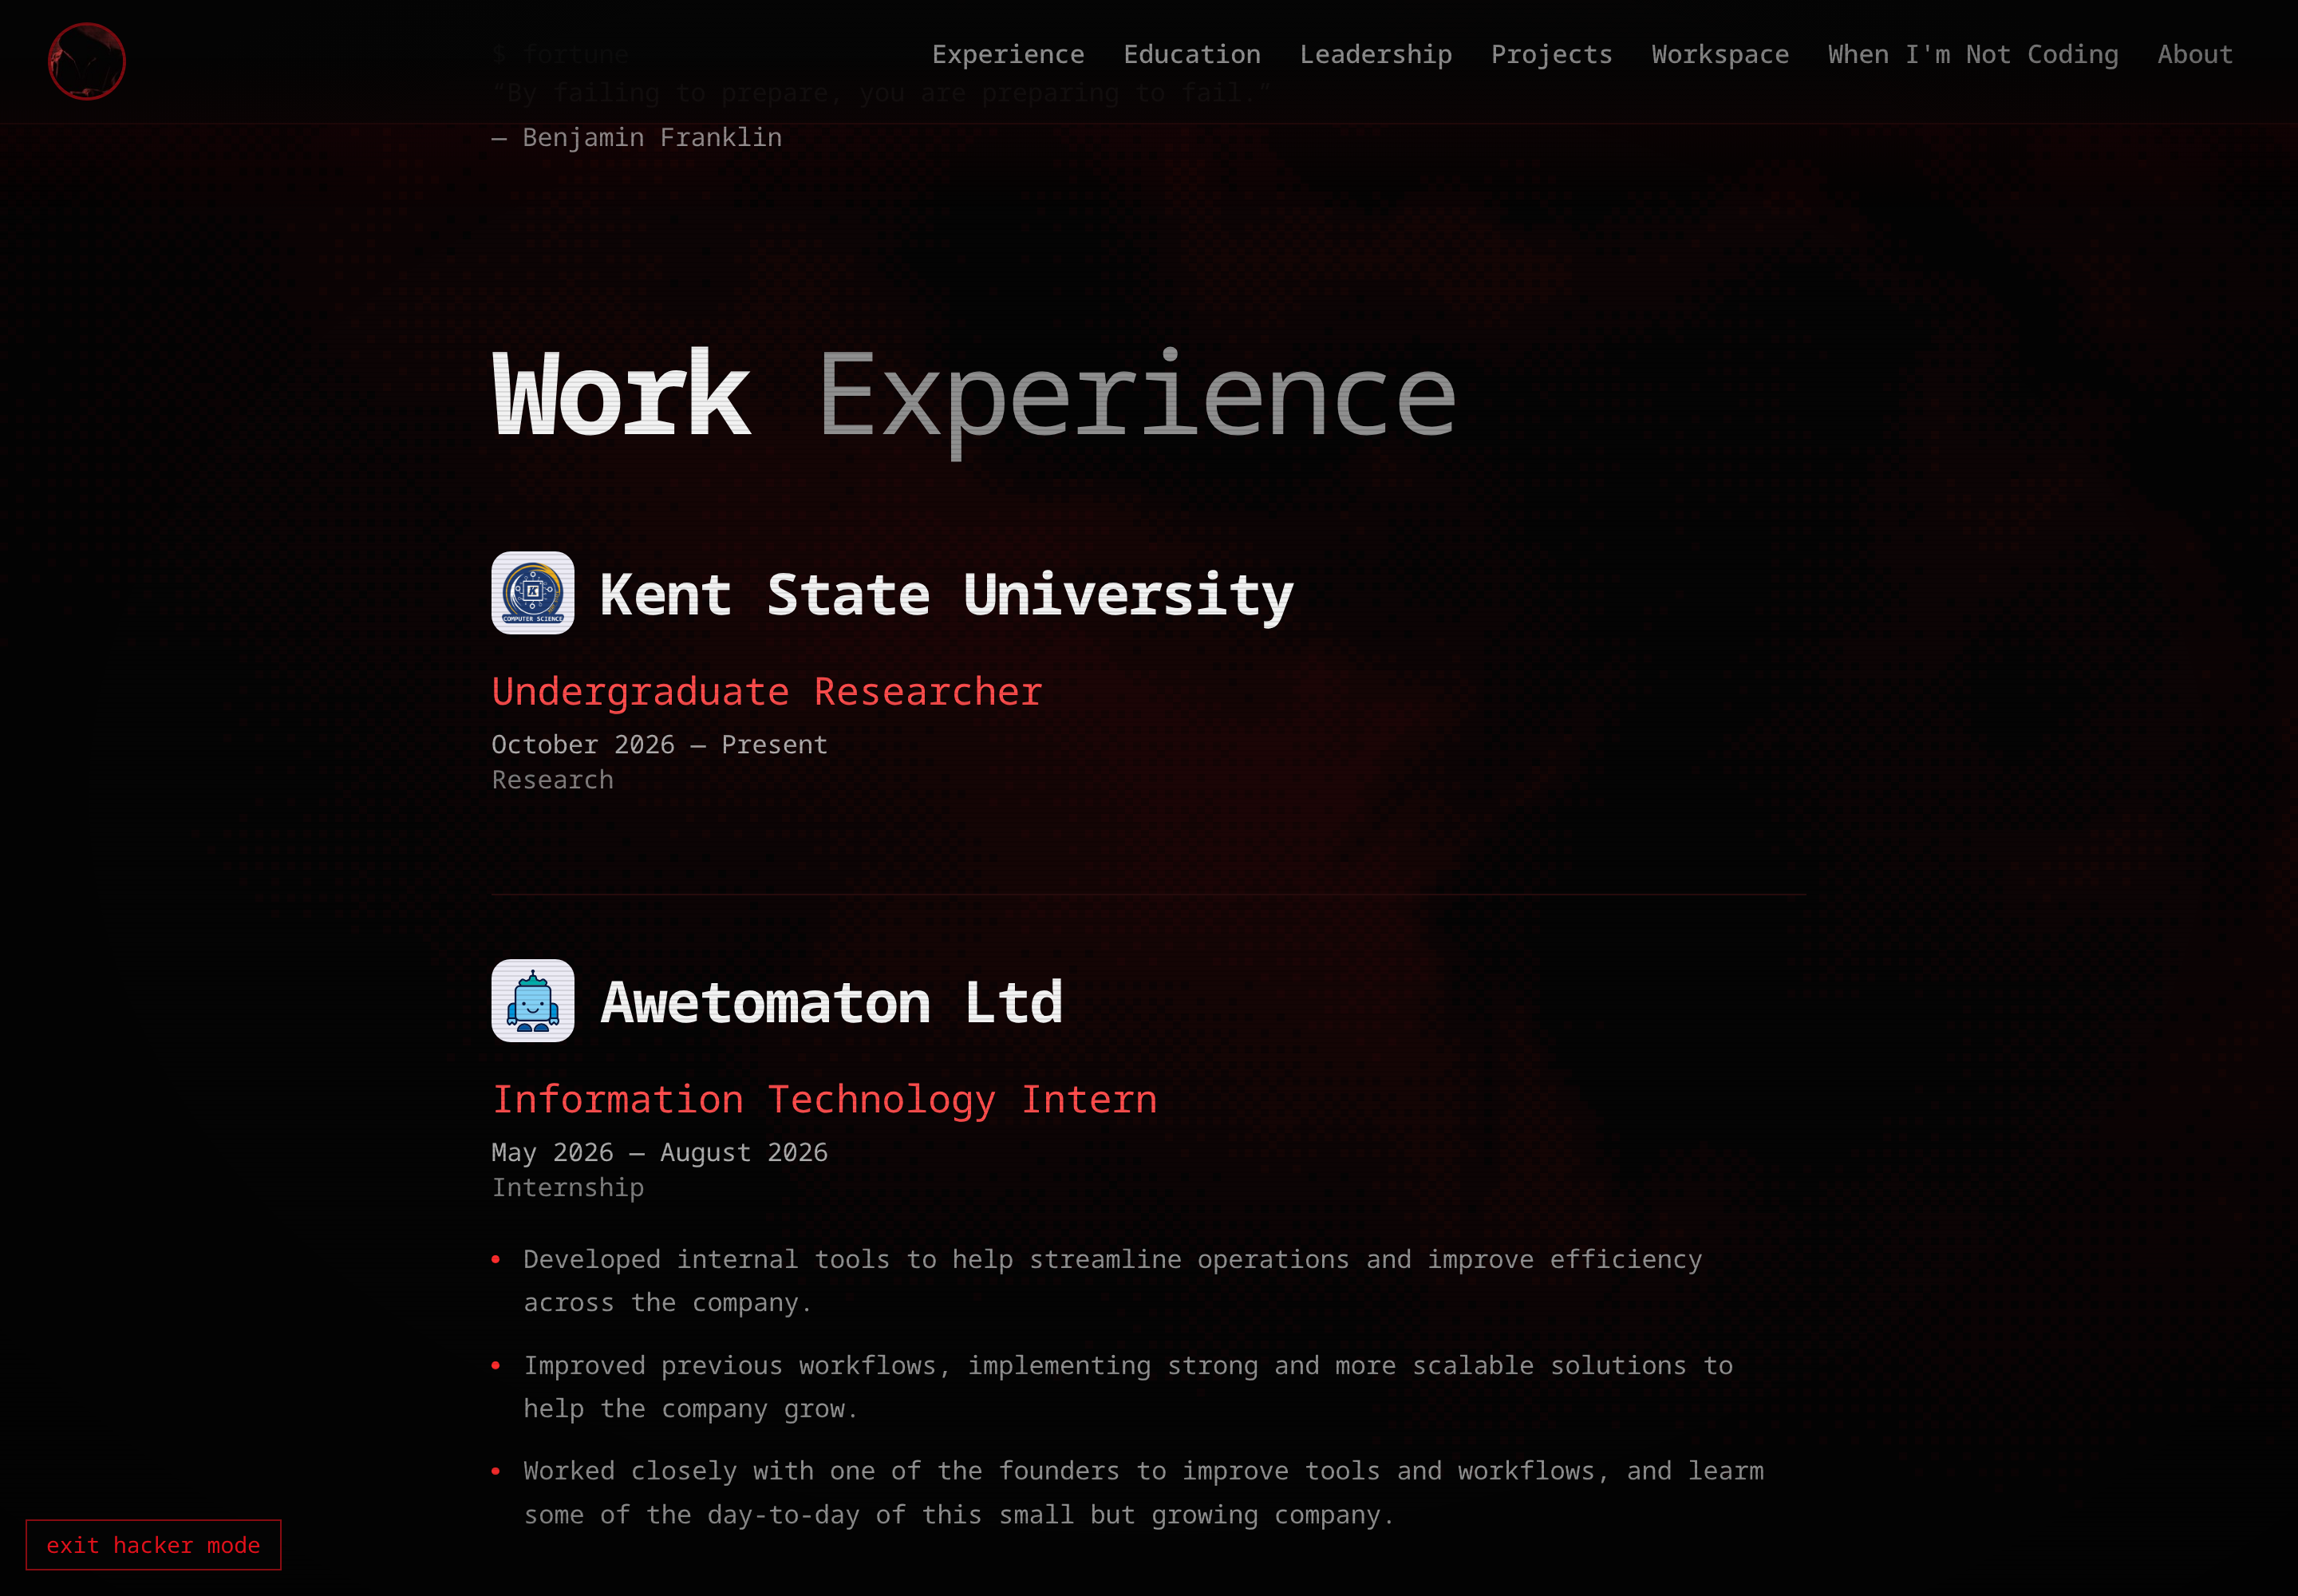 $ fortune
Experience Education Leadership Projects Workspace When I'm Not Coding About
"By failing to prepare, you are preparing to fail."
— Benjamin Franklin
Work Experience
COMPUTER SCIENCE
Kent State University
Undergraduate Researcher
October 2026 — Present
Research
Awetomaton Ltd
Information Technology Intern
May 2026 — August 2026
Internship
• Developed internal tools to help streamline operations and improve efficiency
across the company.
• Improved previous workflows, implementing strong and more scalable solutions to
help the company grow.
• Worked closely with one of the founders to improve tools and workflows, and learm
some of the day-to-day of this small but growing company.
exit hacker mode